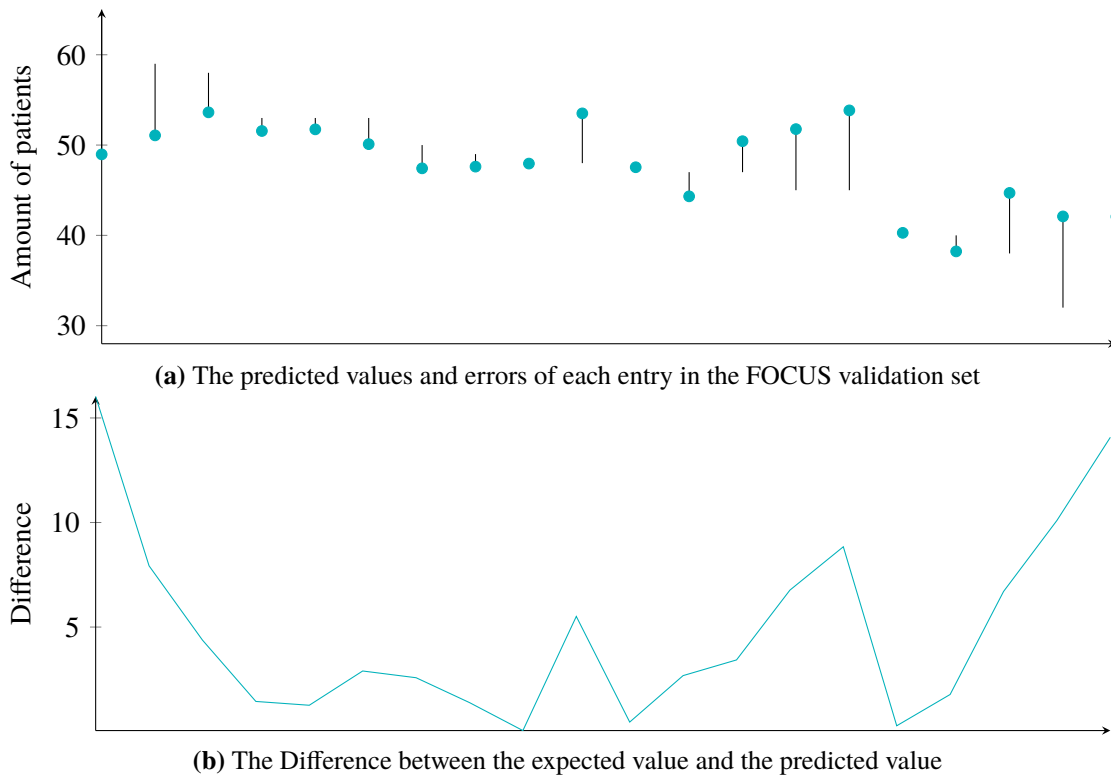 60
50
40
30
Amount of patients
(a) The predicted values and errors of each entry in the FOCUS validation set
15
10
5
Difference
(b) The Difference between the expected value and the predicted value